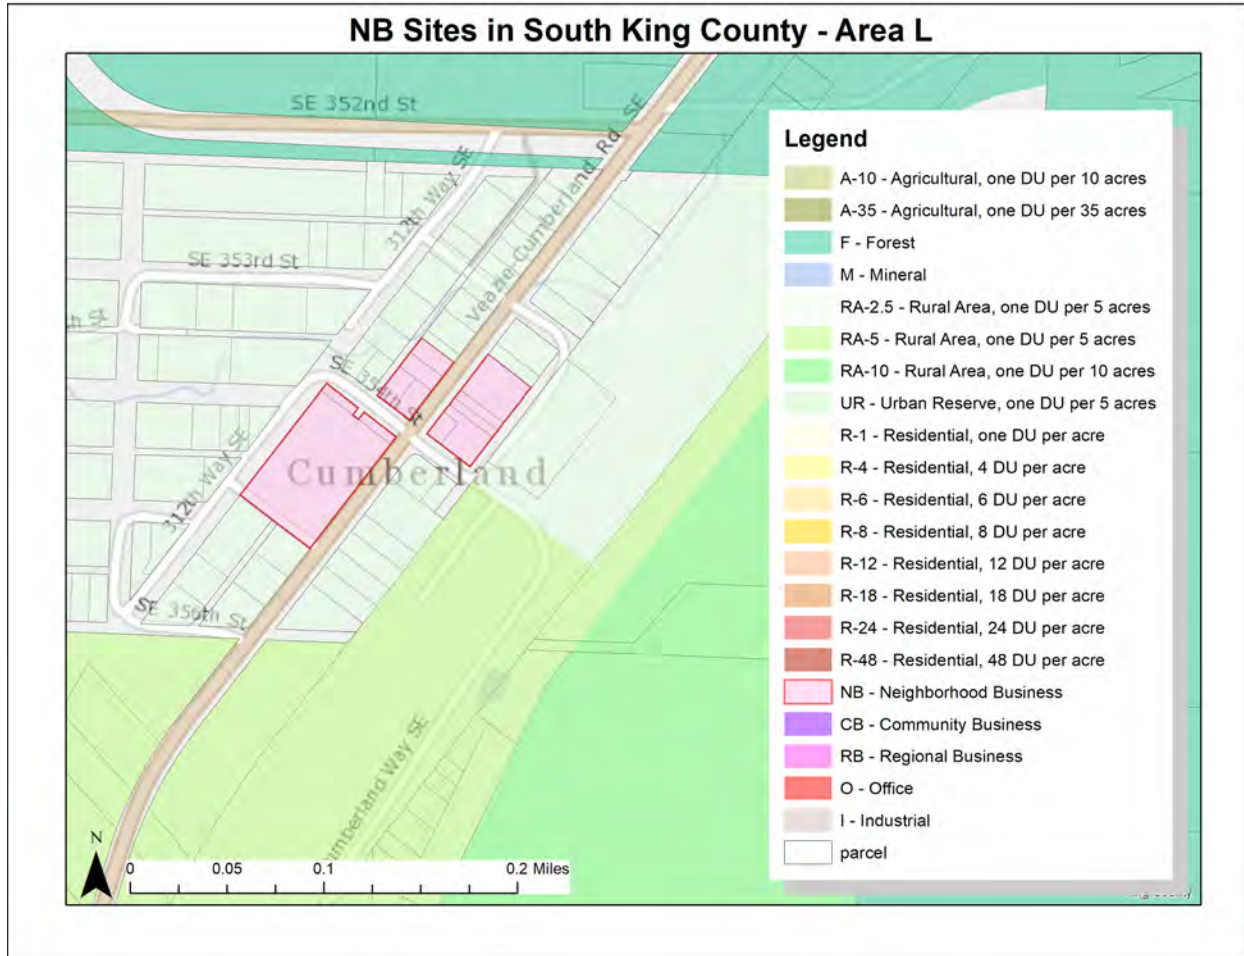 NB Sites in South King County - Area L
SE 352nd St
312th Way SE
Veazie-Cumberland Rd SE
SE 353rd St
h St
SE 354th St
Cumberland
312th Way SE
SE 356th St
umberland Way SE
N
0 0.05 0.1 0.2 Miles
Legend
A-10 - Agricultural, one DU per 10 acres
A-35 - Agricultural, one DU per 35 acres
F - Forest
M - Mineral
RA-2.5 - Rural Area, one DU per 5 acres
RA-5 - Rural Area, one DU per 5 acres
RA-10 - Rural Area, one DU per 10 acres
UR - Urban Reserve, one DU per 5 acres
R-1 - Residential, one DU per acre
R-4 - Residential, 4 DU per acre
R-6 - Residential, 6 DU per acre
R-8 - Residential, 8 DU per acre
R-12 - Residential, 12 DU per acre
R-18 - Residential, 18 DU per acre
R-24 - Residential, 24 DU per acre
R-48 - Residential, 48 DU per acre
NB - Neighborhood Business
CB - Community Business
RB - Regional Business
O - Office
I - Industrial
parcel